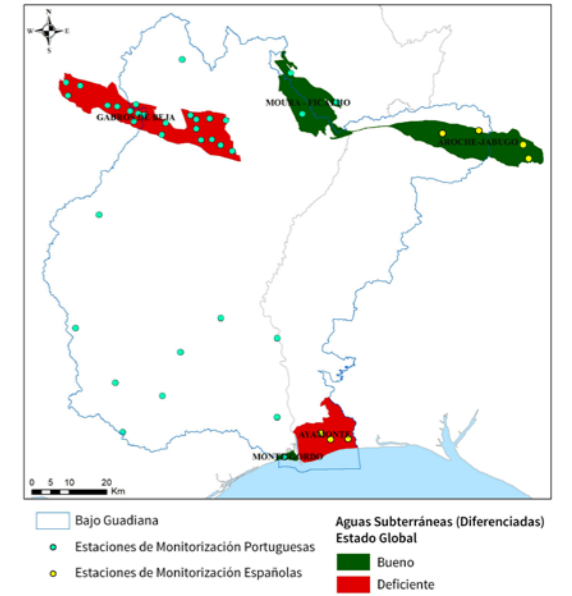 N
W E
S
MOURA - FICALHO
GABROS DE BEJA
AROCHE-JABUGO
AYAMONTE
MONTE GORDO
0 5 10 20
Km
Bajo Guadiana
Estaciones de Monitorización Portuguesas
Estaciones de Monitorización Españolas
Aguas Subterráneas (Diferenciadas)
Estado Global
Bueno
Deficiente